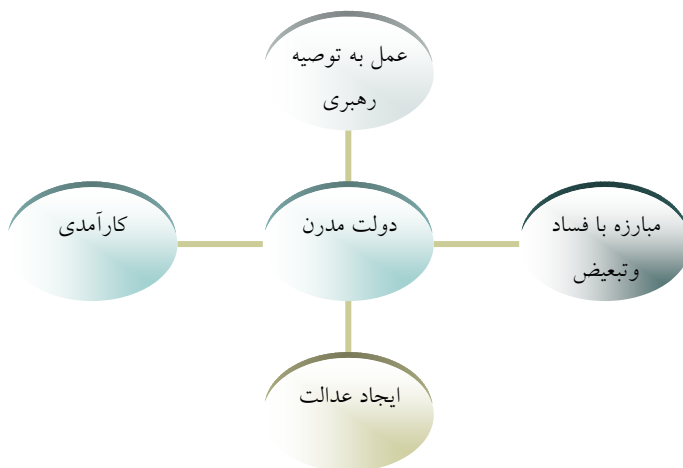 عمل به توصیه
رهبری
مبارزه با فساد
وتبعیض
دولت مدرن
کارآمدی
ایجاد عدالت